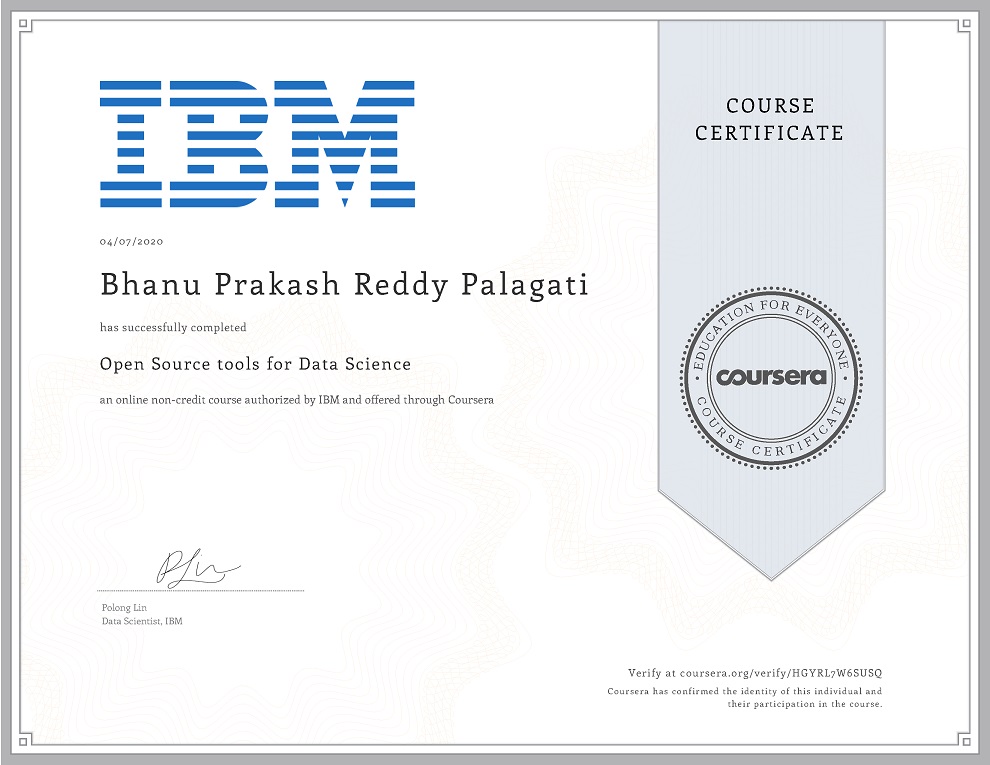 IBM
COURSE
CERTIFICATE
04/07/2020
Bhanu Prakash Reddy Palagati
has successfully completed
Open Source tools for Data Science
an online non-credit course authorized by IBM and offered through Coursera
EDUCATION FOR EVERYONE
coursera
COURSE CERTIFICATE
PLin
Polong Lin
Data Scientist, IBM
Verify at coursera.org/verify/HGYRL7W6SUSQ
Coursera has confirmed the identity of this individual and
their participation in the course.